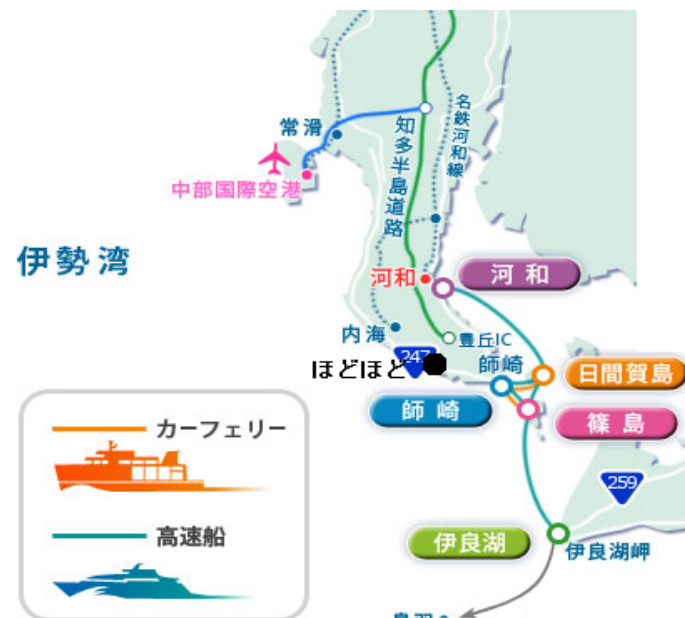 常滑
名鉄河和線
知多半島道路
中部国際空港
伊勢湾
河和
河和
内海
豊丘IC
247
師崎
ほどほど
日間賀島
師崎
篠島
カーフェリー
259
高速船
伊良湖
伊良湖岬